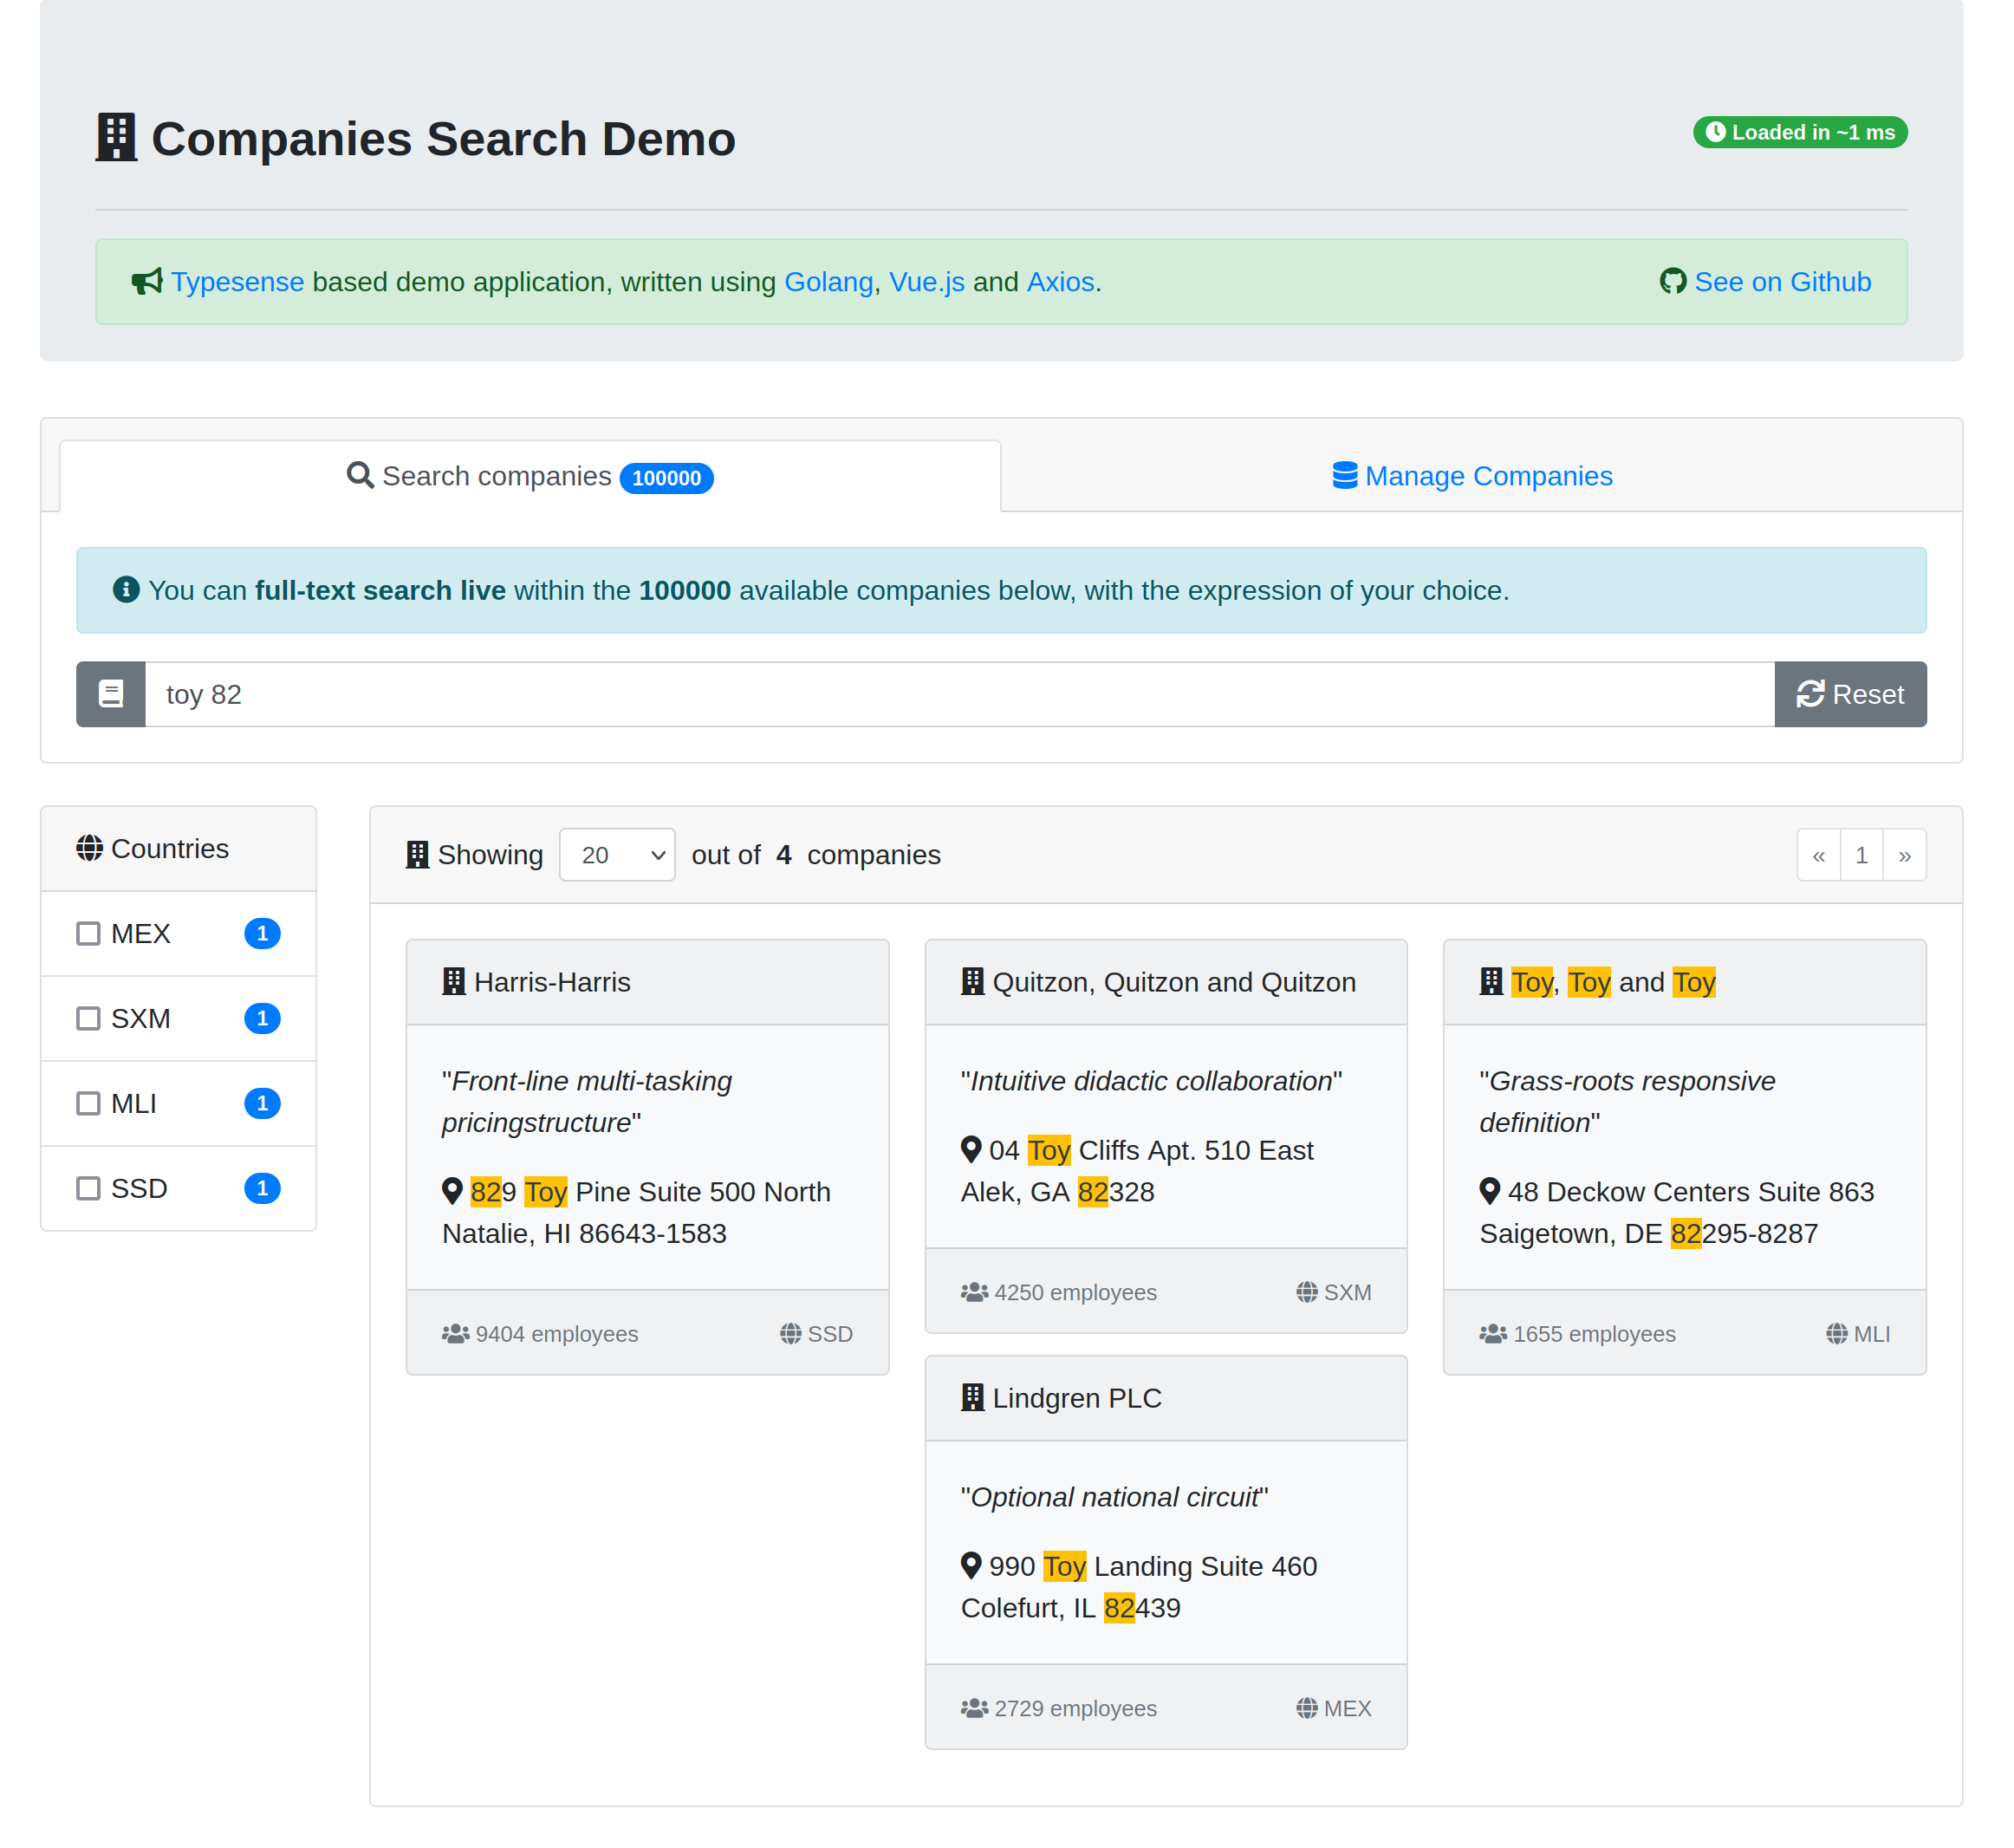 Companies Search Demo
Loaded in ~1 ms
Typesense based demo application, written using Golang, Vue.js and Axios.
See on Github
Search companies 100000
Manage Companies
You can full-text search live within the 100000 available companies below, with the expression of your choice.
toy 82
Reset
Countries
MEX 1
SXM 1
MLI 1
SSD 1
Showing 20 out of 4 companies
« 1 »
Harris-Harris
"Front-line multi-tasking
pricingstructure"
829 Toy Pine Suite 500 North
Natalie, HI 86643-1583
9404 employees SSD
Quitzon, Quitzon and Quitzon
"Intuitive didactic collaboration"
04 Toy Cliffs Apt. 510 East
Alek, GA 82328
4250 employees SXM
Lindgren PLC
"Optional national circuit"
990 Toy Landing Suite 460
Colefurt, IL 82439
2729 employees MEX
Toy, Toy and Toy
"Grass-roots responsive
definition"
48 Deckow Centers Suite 863
Saigetown, DE 82295-8287
1655 employees MLI